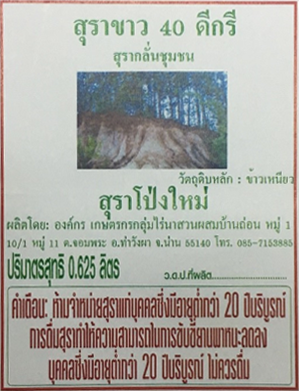 สุราขาว 40 ดีกรี
สุรากลั่นชุมชน
วัตถุดิบหลัก : ข้าวเหนียว
สุราโป่งใหม่
ผลิตโดย: องค์กร เกษตรกรกลุ่มไร่นาสวนผสมบ้านถ่อน หมู่ 1
10/1 หมู่ 11 ต.จอมพระ อ.ท่าวังผา จ.น่าน 55140 โทร. 085-7153885
ปริมาตรสุทธิ 0.625 ลิตร
ว.ด.ป.ที่ผลิต....................
คำเตือน: ห้ามจำหน่ายสุราแก่บุคคลซึ่งมีอายุต่ำกว่า 20 ปีบริบูรณ์
การดื่มสุราทำให้ความสามารถในการขับขี่ยานพาหนะลดลง
บุคคลซึ่งมีอายุต่ำกว่า 20 ปีบริบูรณ์ ไม่ควรดื่ม